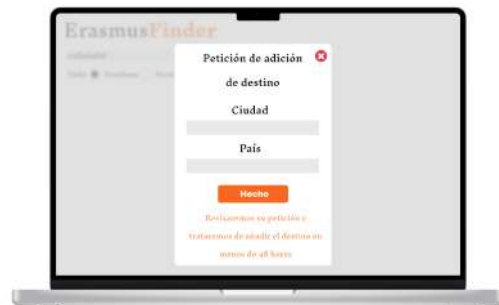 ErasmusFinder
Petición de adición
de destino
Ciudad
País
Hecho
Revisaremos su petición y
trataremos de añadir el destino en
menos de 48 horas